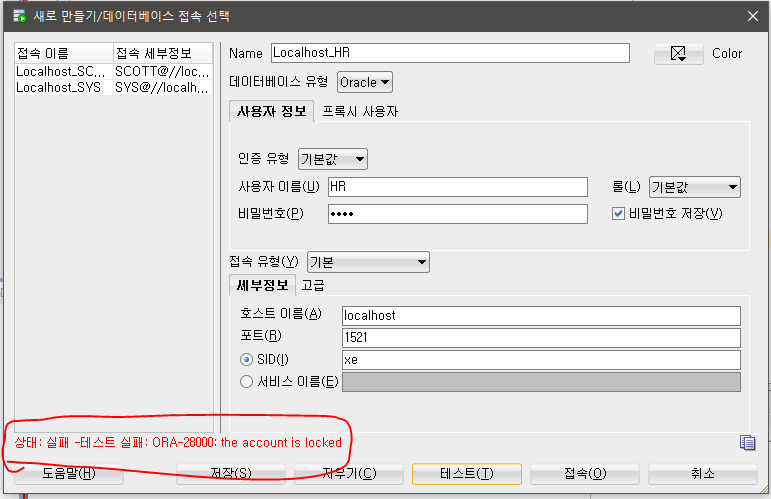 새로 만들기/데이터베이스 접속 선택
접속 이름 접속 세부정보
Localhost_SC... SCOTT@//loc...
Localhost_SYS SYS@//localh...
Name Localhost_HR Color
데이터베이스 유형 Oracle
사용자 정보 프록시 사용자
인증 유형 기본값
사용자 이름(U) HR 롤(L) 기본값
비밀번호(P) •••• 비밀번호 저장(V)
접속 유형(Y) 기본
세부정보 고급
호스트 이름(A) localhost
포트(R) 1521
SID(I) xe
서비스 이름(E)
상태: 실패 -테스트 실패: ORA-28000: the account is locked
도움말(H) 저장(S) 지우기(C) 테스트(T) 접속(O) 취소